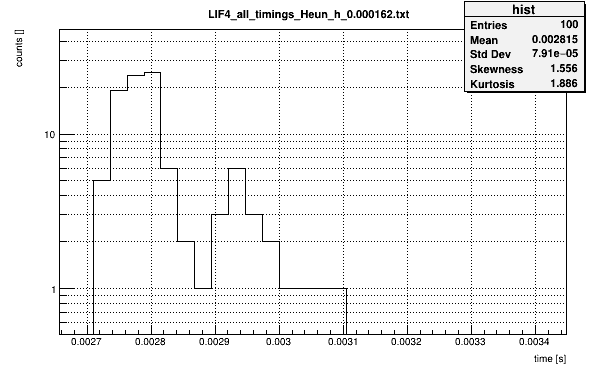 LIF4_all_timings_Heun_h_0.000162.txt
hist
Entries 100
Mean 0.002815
Std Dev 7.91e−05
Skewness 1.556
Kurtosis 1.886
counts []
10
1
0.0027 0.0028 0.0029 0.003 0.0031 0.0032 0.0033 0.0034
time [s]